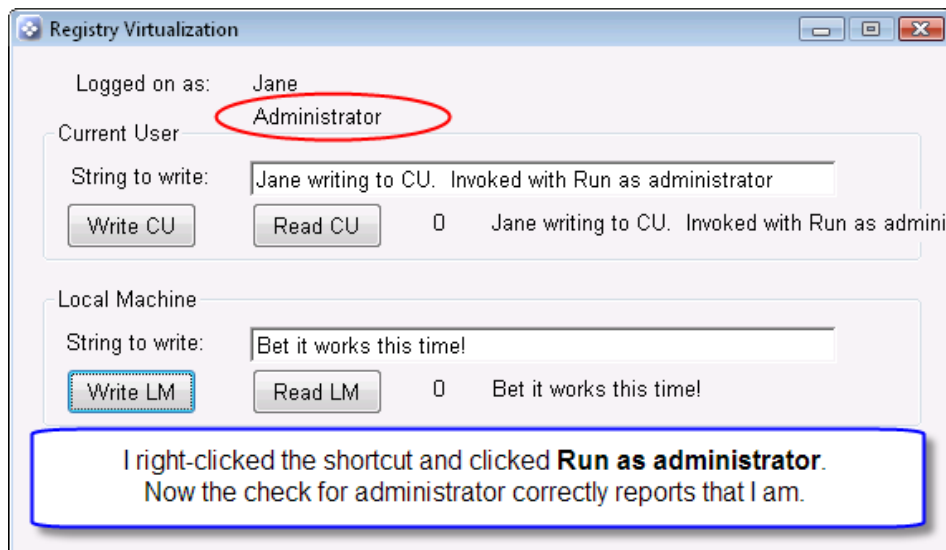 Registry Virtualization
Logged on as: Jane
Administrator
Current User
String to write: Jane writing to CU.  Invoked with Run as administrator
Write CU Read CU 0 Jane writing to CU.  Invoked with Run as admini
Local Machine
String to write: Bet it works this time!
Write LM Read LM 0 Bet it works this time!
I right-clicked the shortcut and clicked Run as administrator.
Now the check for administrator correctly reports that I am.